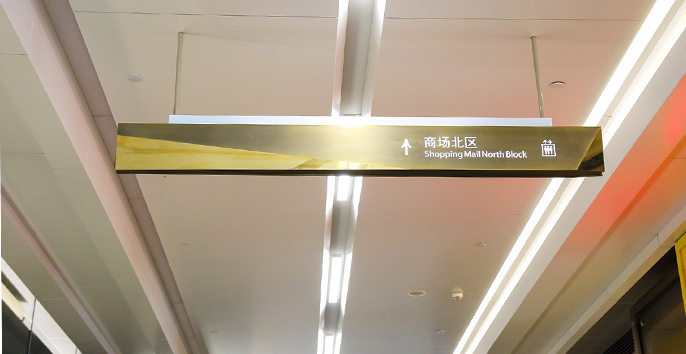 商场北区
Shopping Mall North Block